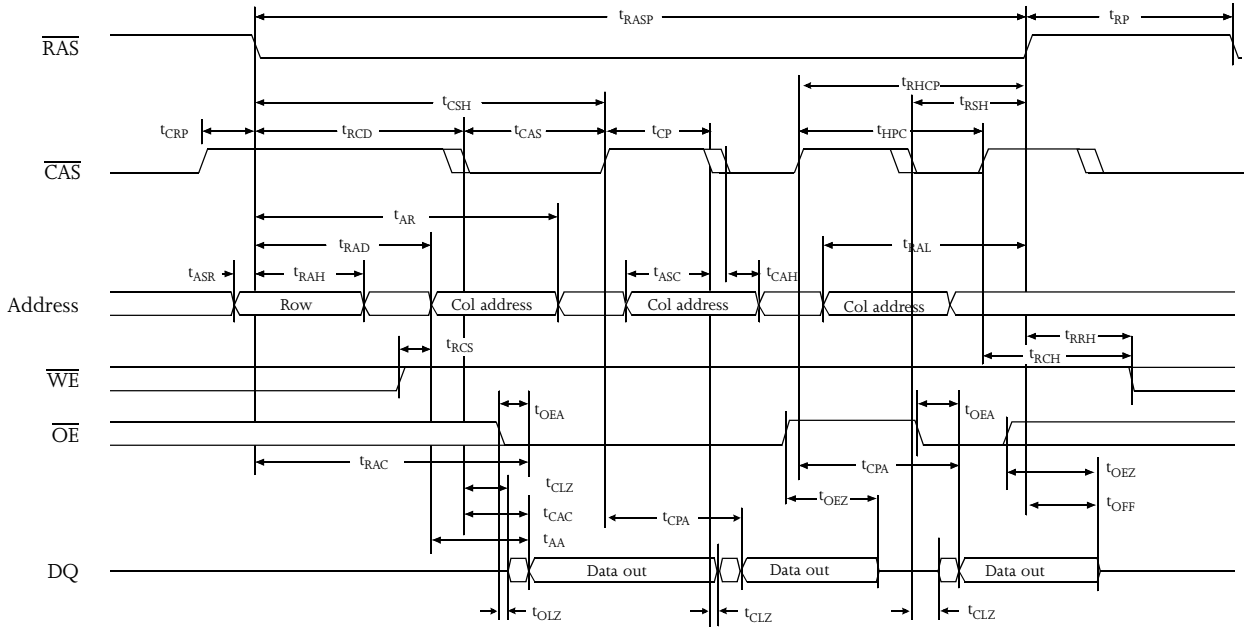 tRASP tRP
RAS
tRHCP
tCSH tRSH
tCRP tRCD tCAS tCP tHPC
CAS
tAR
tRAD tRAL
tASR tRAH tASC tCAH
Address Row Col address Col address Col address
tRCS tRRH
tRCH
WE
tOEA tOEA
OE
tRAC tCPA tOEZ
tCLZ tOEZ
tCAC tCPA tOFF
tAA
DQ Data out Data out Data out
tOLZ tCLZ tCLZ